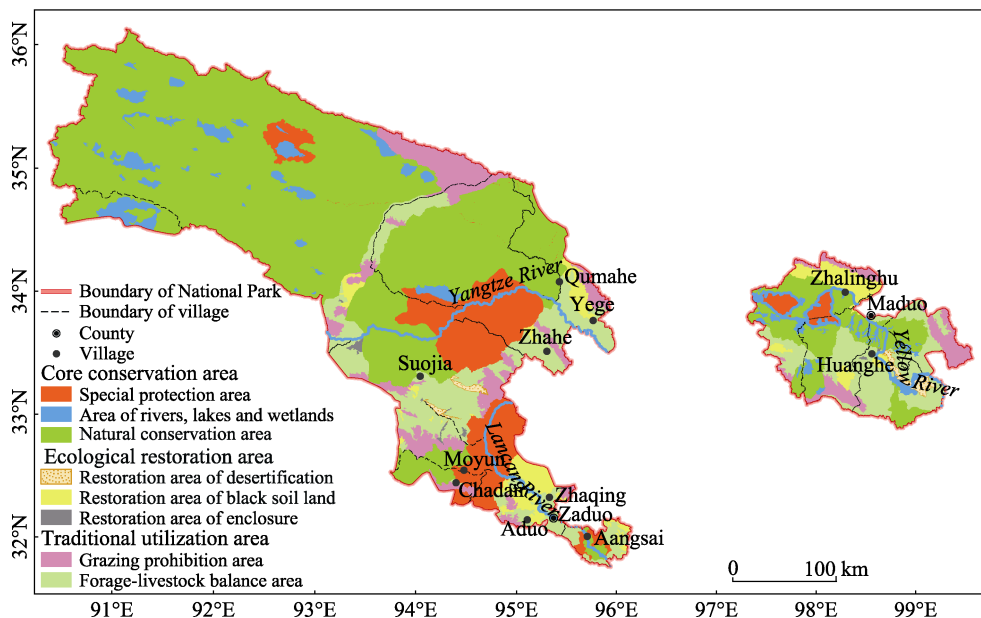 36°N
35°N
34°N
33°N
32°N
91°E
92°E
93°E
94°E
95°E
96°E
97°E
98°E
99°E
Boundary of National Park
Boundary of village
County
Village
Core conservation area
Special protection area
Area of rivers, lakes and wetlands
Natural conservation area
Ecological restoration area
Restoration area of desertification
Restoration area of black soil land
Restoration area of enclosure
Traditional utilization area
Grazing prohibition area
Forage-livestock balance area
Yangtze River
Qumahe
Yege
Zhahe
Suojia
Lancang River
Moyun
Chadan
Zhaqing
Zaduo
Aduo
Aangsai
Zhalinghu
Maduo
Huanghe
Yellow
River
0 100 km